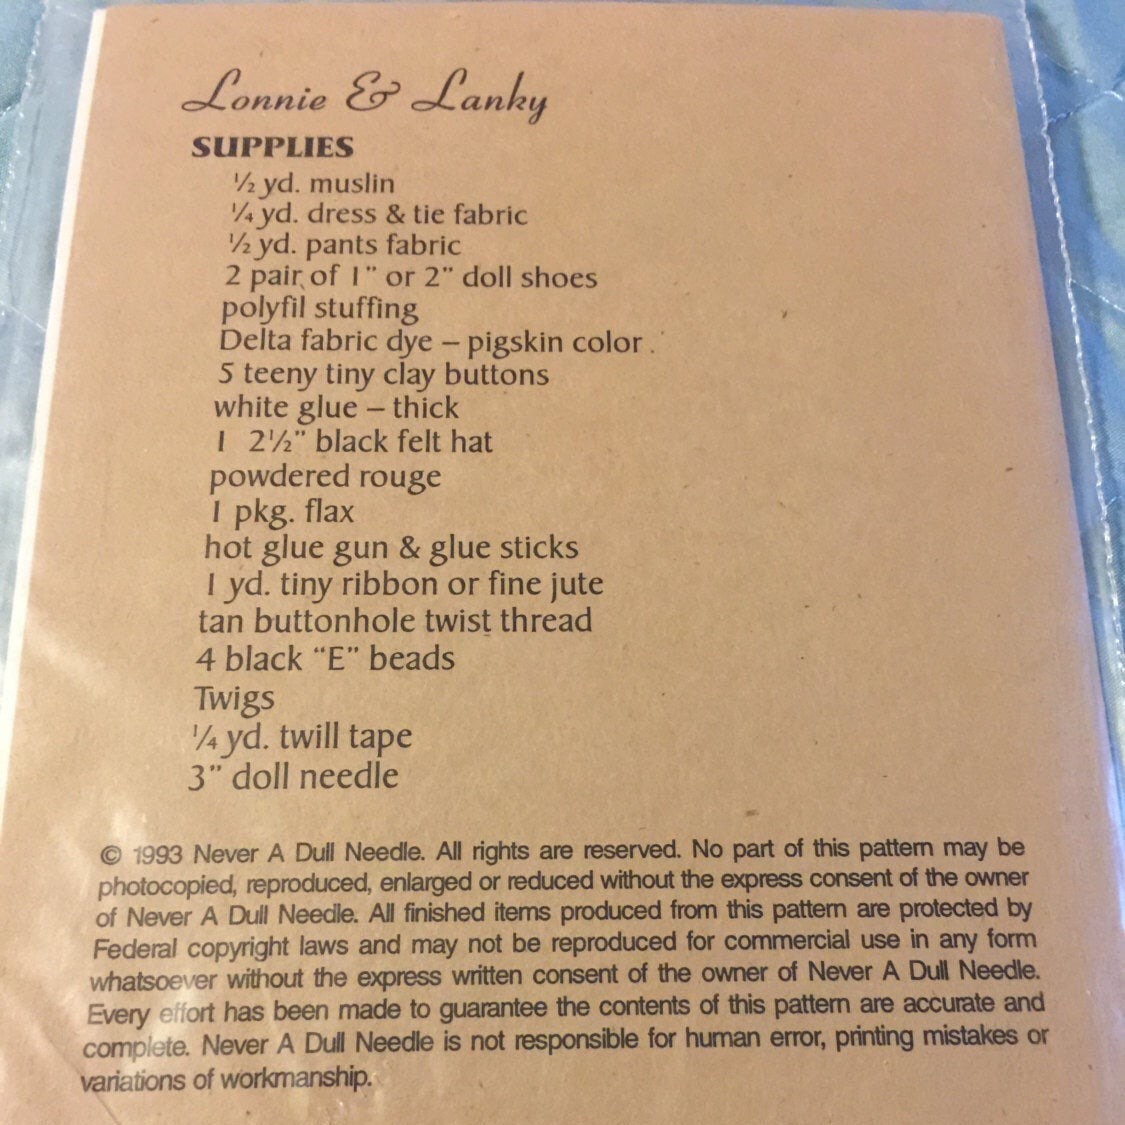 Lonnie & Lanky
SUPPLIES
½ yd. muslin
¼ yd. dress & tie fabric
½ yd. pants fabric
2 pair of 1" or 2" doll shoes
polyfil stuffing
Delta fabric dye – pigskin color.
5 teeny tiny clay buttons
white glue – thick
1 2½" black felt hat
powdered rouge
1 pkg. flax
hot glue gun & glue sticks
1 yd. tiny ribbon or fine jute
tan buttonhole twist thread
4 black "E" beads
Twigs
¼ yd. twill tape
3" doll needle
© 1993 Never A Dull Needle. All rights are reserved. No part of this pattern may be
photocopied, reproduced, enlarged or reduced without the express consent of the owner
of Never A Dull Needle. All finished items produced from this pattern are protected by
Federal copyright laws and may not be reproduced for commercial use in any form
whatsoever without the express written consent of the owner of Never A Dull Needle.
Every effort has been made to guarantee the contents of this pattern are accurate and
complete. Never A Dull Needle is not responsible for human error, printing mistakes or
variations of workmanship.